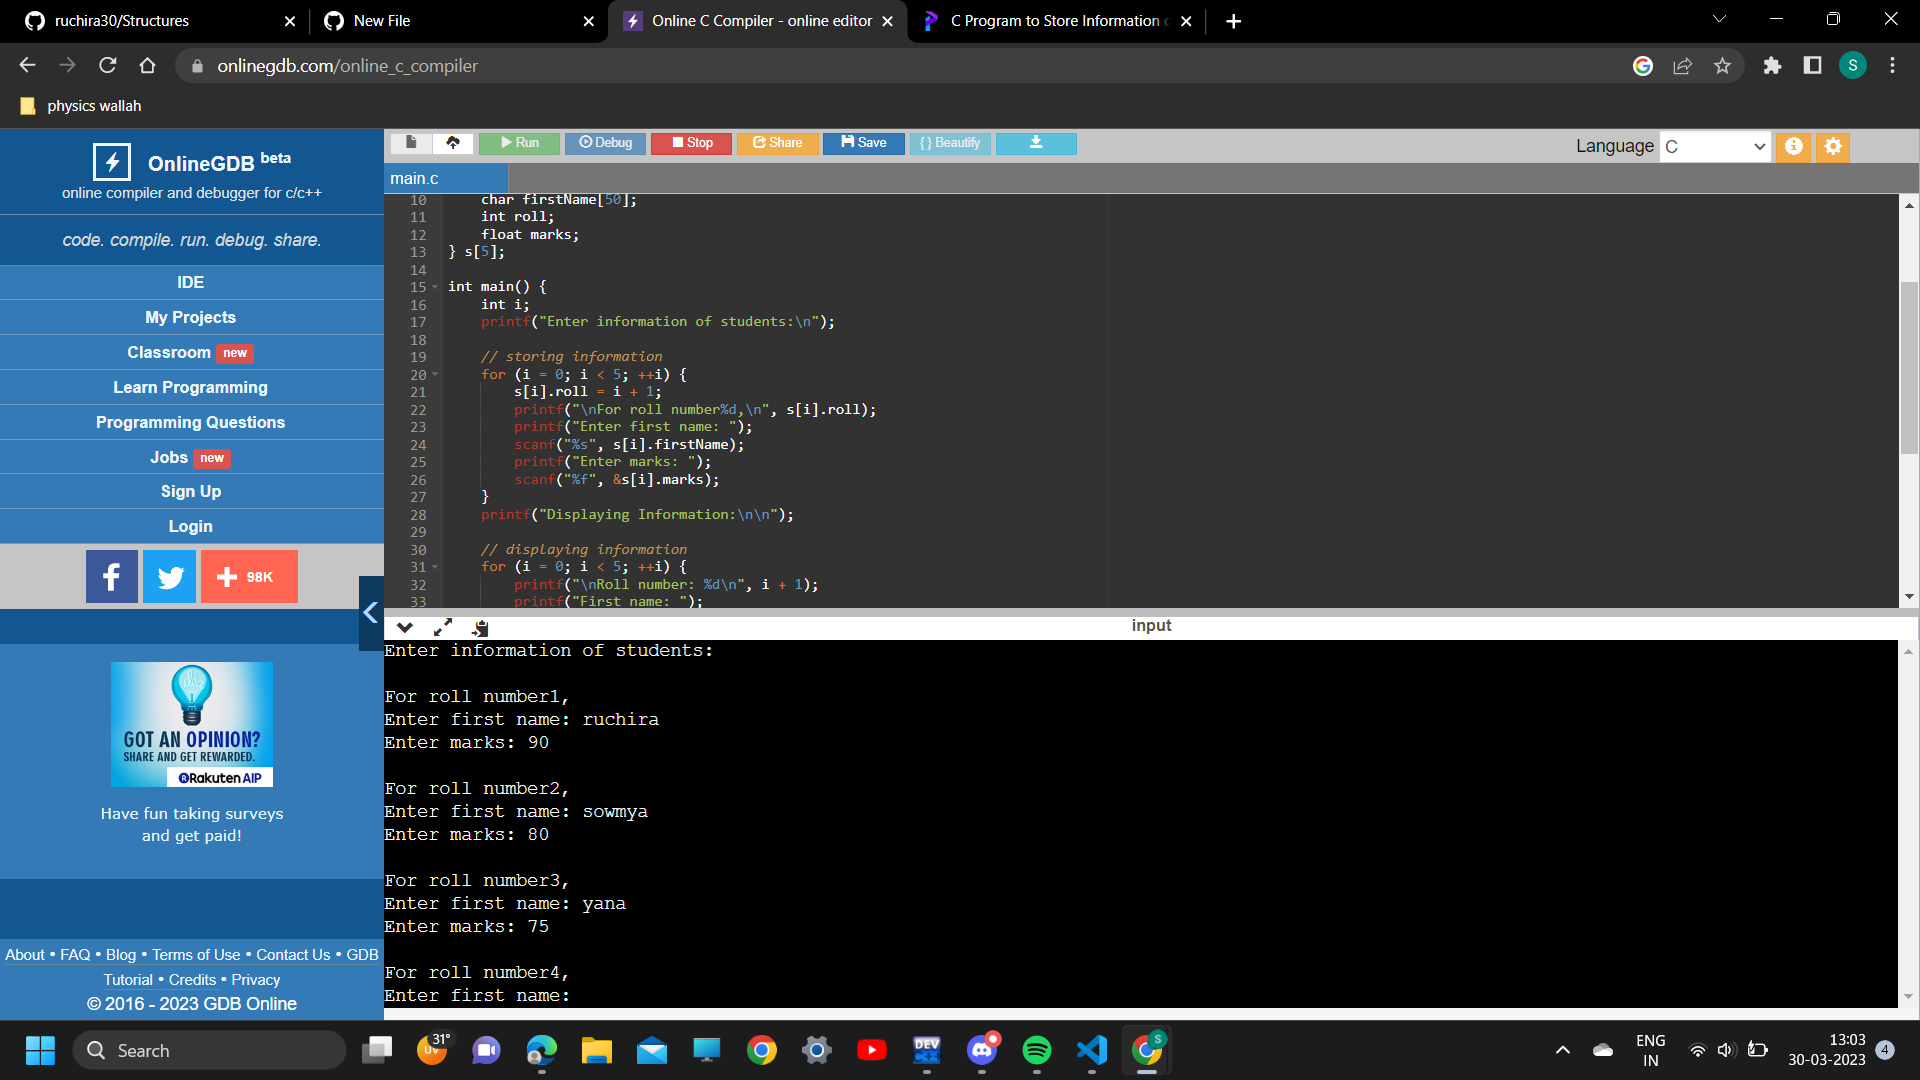 ruchira30/Structures
New File
Online C Compiler - online editor
C Program to Store Information
onlinegdb.com/online_c_compiler
S
physics wallah
OnlineGDB beta
online compiler and debugger for c/c++
code. compile. run. debug. share.
IDE
My Projects
Classroom new
Learn Programming
Programming Questions
Jobs new
Sign Up
Login
98K
GOT AN OPINION?
SHARE AND GET REWARDED.
Rakuten AIP
Have fun taking surveys
and get paid!
About • FAQ • Blog • Terms of Use • Contact Us • GDB
Tutorial • Credits • Privacy
© 2016 - 2023 GDB Online
Run Debug Stop Share Save {} Beautify
Language C
main.c
10 char firstName[50];
11 int roll;
12 float marks;
13 } s[5];
14
15 int main() {
16 int i;
17 printf("Enter information of students:\n");
18
19 // storing information
20 for (i = 0; i < 5; ++i) {
21 s[i].roll = i + 1;
22 printf("\nFor roll number%d,\n", s[i].roll);
23 printf("Enter first name: ");
24 scanf("%s", s[i].firstName);
25 printf("Enter marks: ");
26 scanf("%f", &s[i].marks);
27 }
28 printf("Displaying Information:\n\n");
29
30 // displaying information
31 for (i = 0; i < 5; ++i) {
32 printf("\nRoll number: %d\n", i + 1);
33 printf("First name: ");
input
Enter information of students:
For roll number1,
Enter first name: ruchira
Enter marks: 90
For roll number2,
Enter first name: sowmya
Enter marks: 80
For roll number3,
Enter first name: yana
Enter marks: 75
For roll number4,
Enter first name:
Search
31°
UV
DEV
C++
S
ENG
IN
13:03
30-03-2023
4